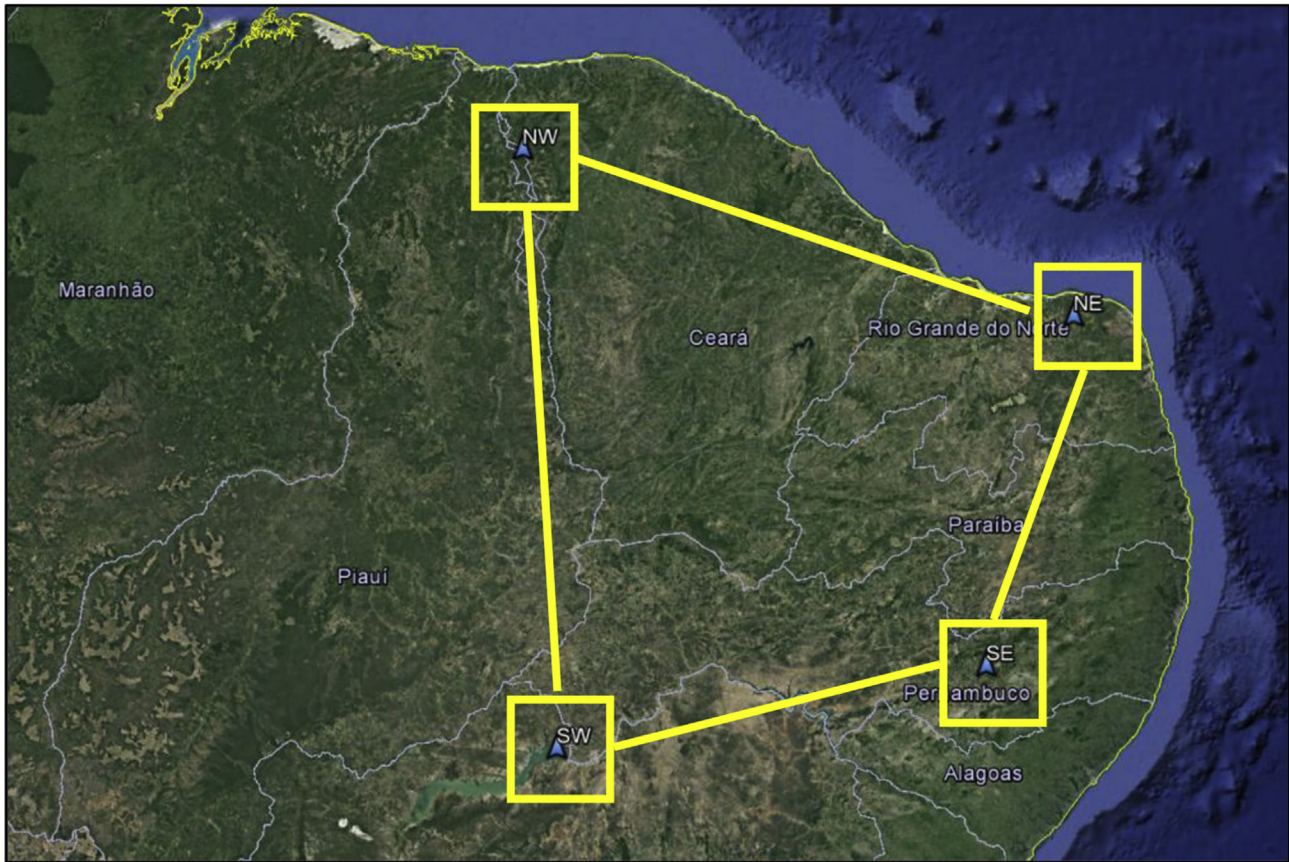 NW
Maranhão
NE
Ceará
Rio Grande do Norte
Paraíba
Piauí
SE
Pernambuco
SW
Alagoas